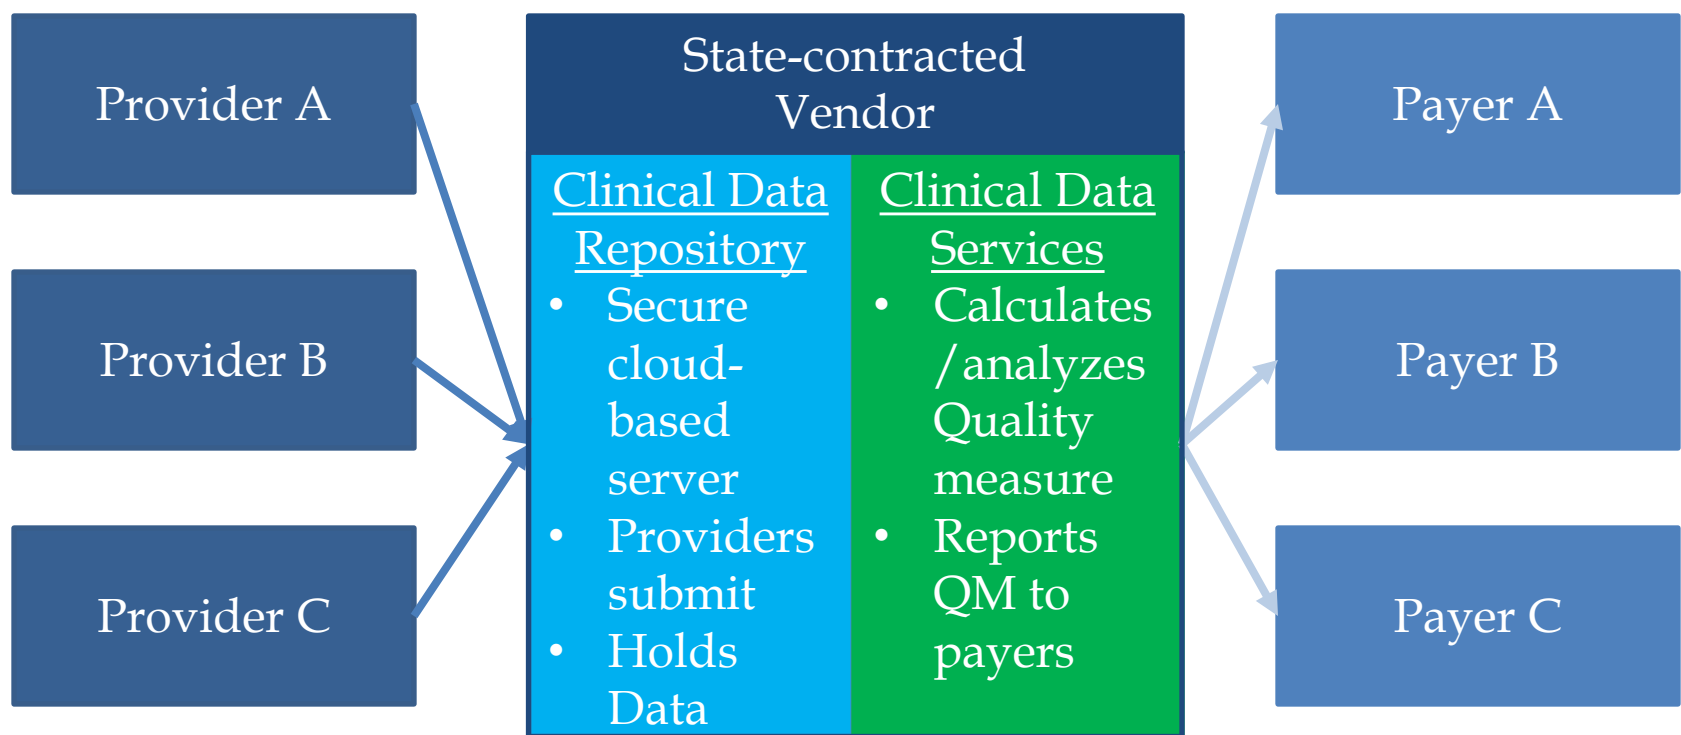 Provider A
Provider B
Provider C
State-contracted
Vendor
Clinical Data
Repository
• Secure
cloud-
based
server
• Providers
submit
• Holds
Data
Clinical Data
Services
• Calculates
/analyzes
Quality
measure
• Reports
QM to
payers
Payer A
Payer B
Payer C